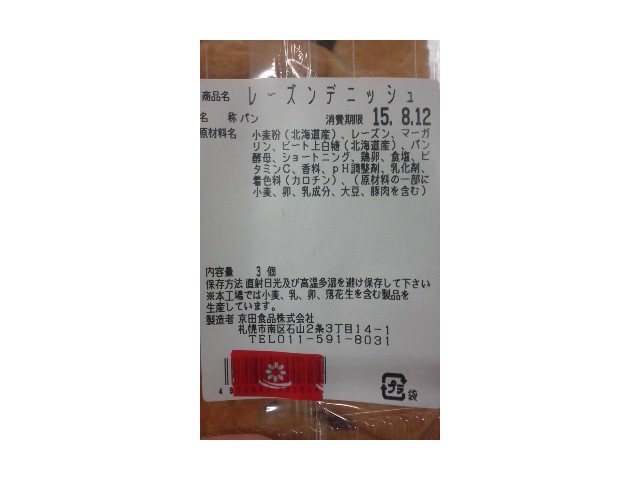 商品名 レーズンデニッシュ
名 称 パン 消費期限 15. 8.12
原材料名 小麦粉（北海道産）、レーズン、マーガ
リン、ビート上白糖（北海道産）、パン
酵母、ショートニング、鶏卵、食塩、ビ
タミンC、香料、pH調整剤、乳化剤、
着色料（カロチン）、（原材料の一部に
小麦、卵、乳成分、大豆、豚肉を含む）
内容量 3 個
保存方法 直射日光及び高温多湿を避け保存して下さい
※本工場では小麦、乳、卵、落花生を含む製品を
生産しています。
製造者 京田食品株式会社
札幌市南区石山2条3丁目14-1
TEL011-591-8031
プラ 袋